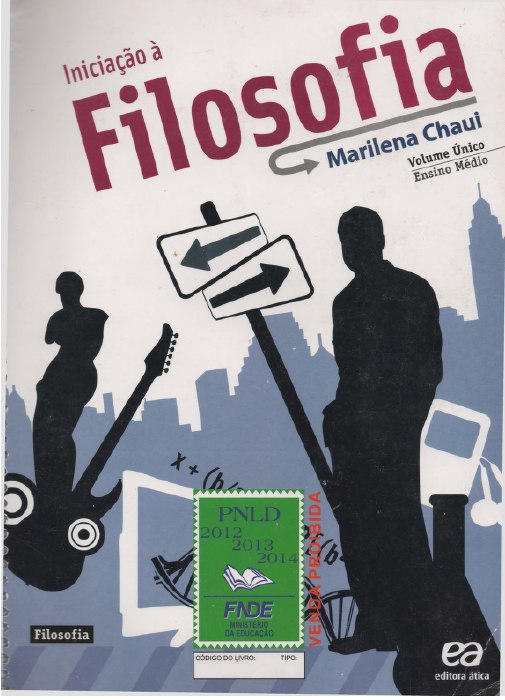 Iniciação à
Filosofia
Marilena Chaui
Volume Único
Ensino Médio
x + (b
(b
PNLD
2012
2013
2014
FNDE
MINISTÉRIO
DA EDUCAÇÃO
VENDA PROIBIDA
CÓDIGO DO LIVRO: TIPO:
Filosofia
ea
editora ática